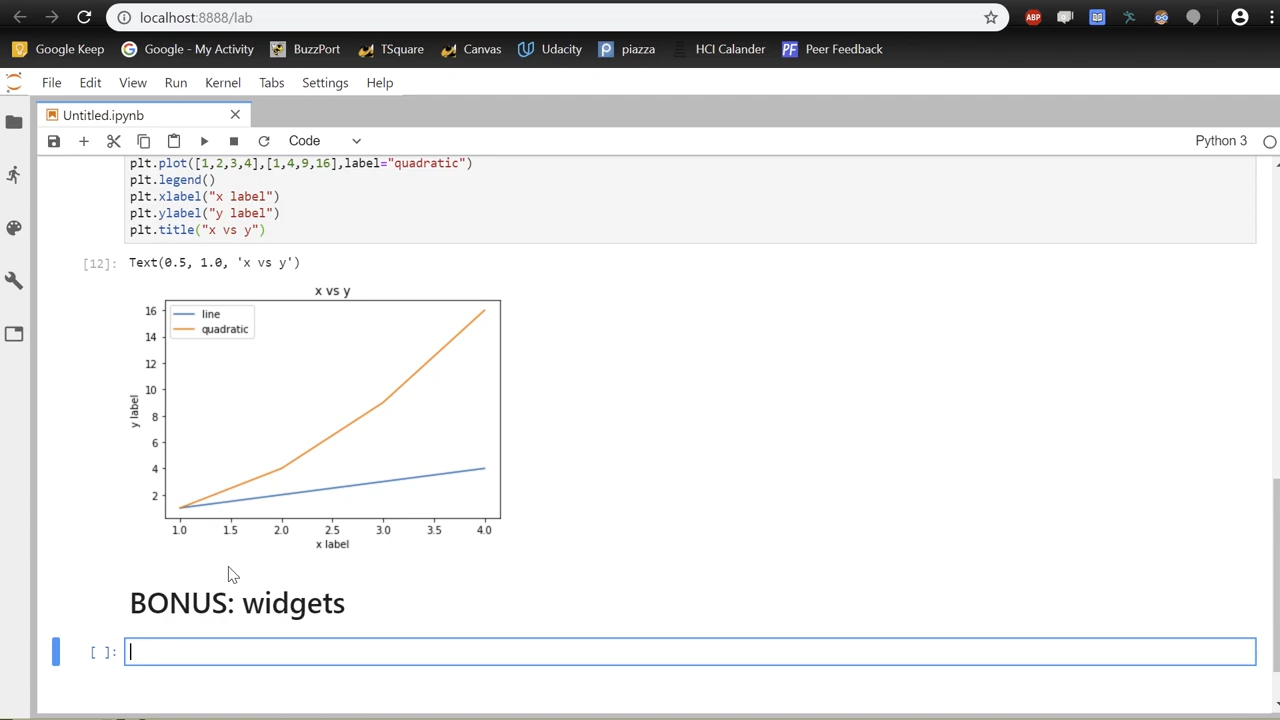 localhost:8888/lab
ABP
Google Keep Google - My Activity BuzzPort TSquare Canvas Udacity piazza HCI Calander PF Peer Feedback
File Edit View Run Kernel Tabs Settings Help
Untitled.ipynb
Code Python 3
plt.plot([1,2,3,4],[1,4,9,16],label="quadratic")
plt.legend()
plt.xlabel("x label")
plt.ylabel("y label")
plt.title("x vs y")
[12]: Text(0.5, 1.0, 'x vs y')
x vs y
line
quadratic
16
14
12
10
8
6
4
2
y label
1.0 1.5 2.0 2.5 3.0 3.5 4.0
x label
BONUS: widgets
[ ]: